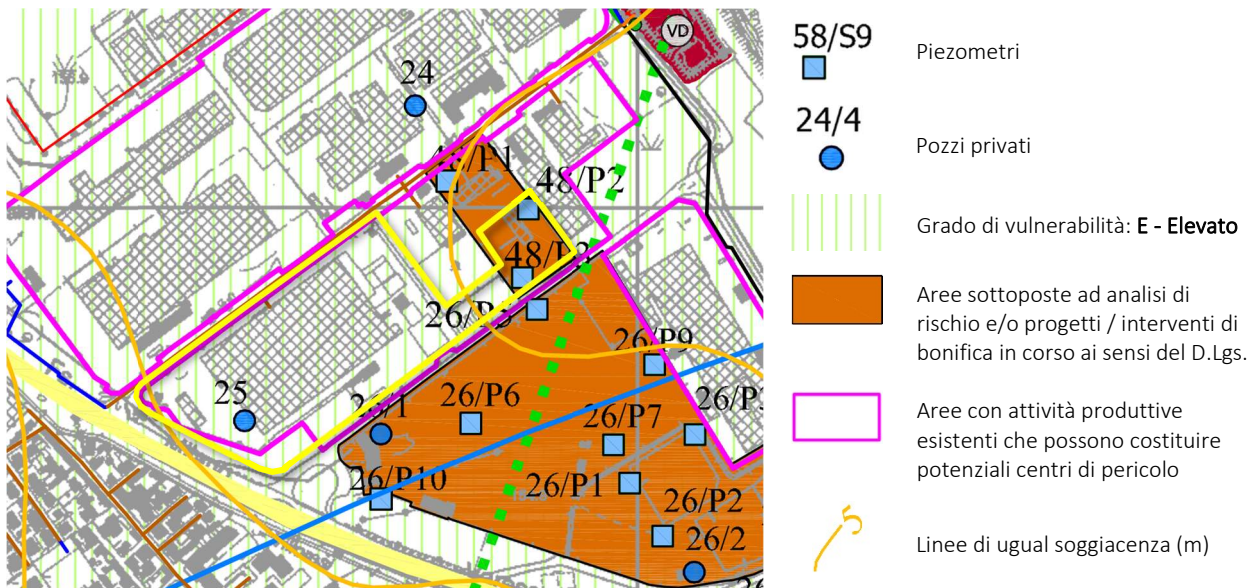 VD
24
48/P1
48/P2
48/P3
26/P9
25
26/1
26/P6
26/P7
26/P10
26/P1
26/P2
26/2
58/S9
Piezometri
24/4
Pozzi privati
Grado di vulnerabilità: E - Elevato
Aree sottoposte ad analisi di
rischio e/o progetti / interventi di
bonifica in corso ai sensi del D.Lgs.
Aree con attività produttive
esistenti che possono costituire
potenziali centri di pericolo
5
Linee di ugual soggiacenza (m)